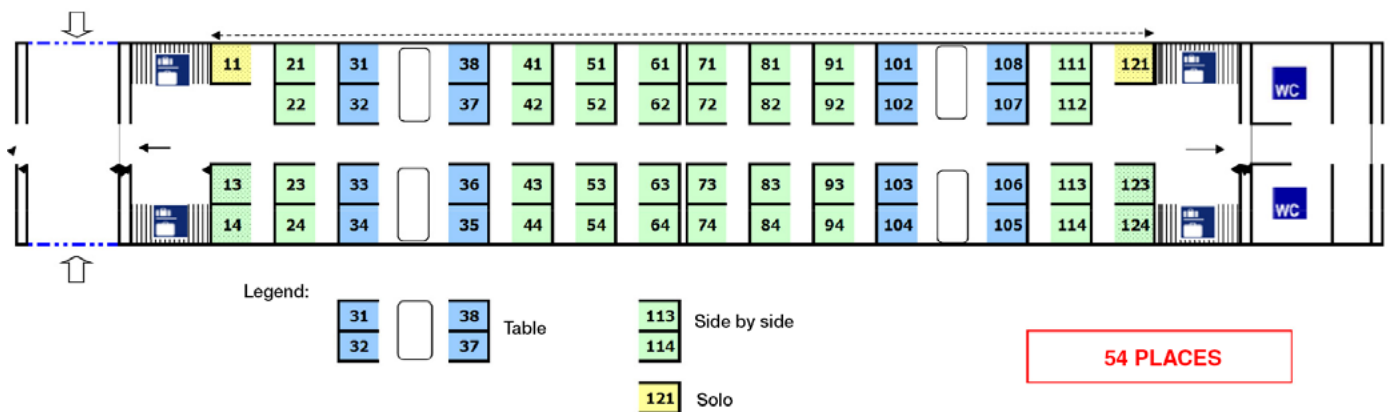 11 21 31 38 41 51 61 71 81 91 101 108 111 121
22 32 37 42 52 62 72 82 92 102 107 112
WC
13 23 33 36 43 53 63 73 83 93 103 106 113 123
14 24 34 35 44 54 64 74 84 94 104 105 114 124
WC
Legend:
31 38
32 37
Table
113
114
Side by side
121 Solo
54 PLACES